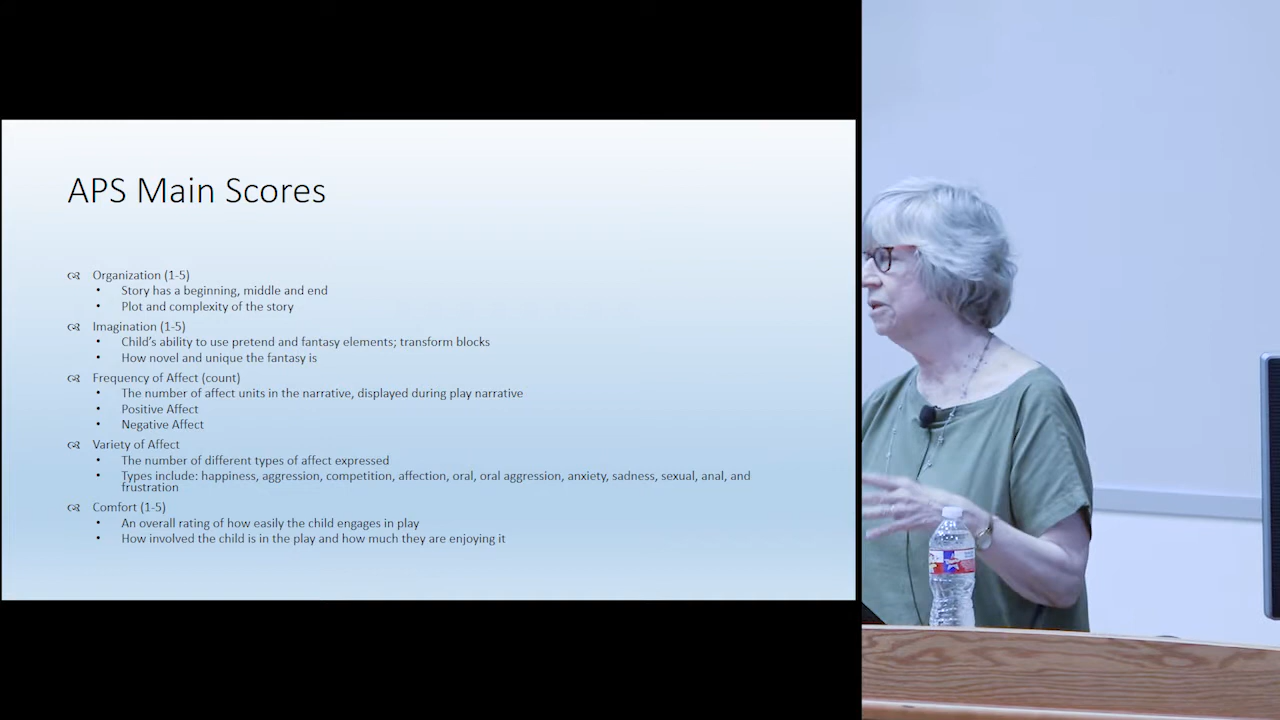 APS Main Scores
Organization (1-5)
• Story has a beginning, middle and end
• Plot and complexity of the story
Imagination (1-5)
• Child's ability to use pretend and fantasy elements; transform blocks
• How novel and unique the fantasy is
Frequency of Affect (count)
• The number of affect units in the narrative, displayed during play narrative
• Positive Affect
• Negative Affect
Variety of Affect
• The number of different types of affect expressed
• Types include: happiness, aggression, competition, affection, oral, oral aggression, anxiety, sadness, sexual, anal, and
frustration
Comfort (1-5)
• An overall rating of how easily the child engages in play
• How involved the child is in the play and how much they are enjoying it